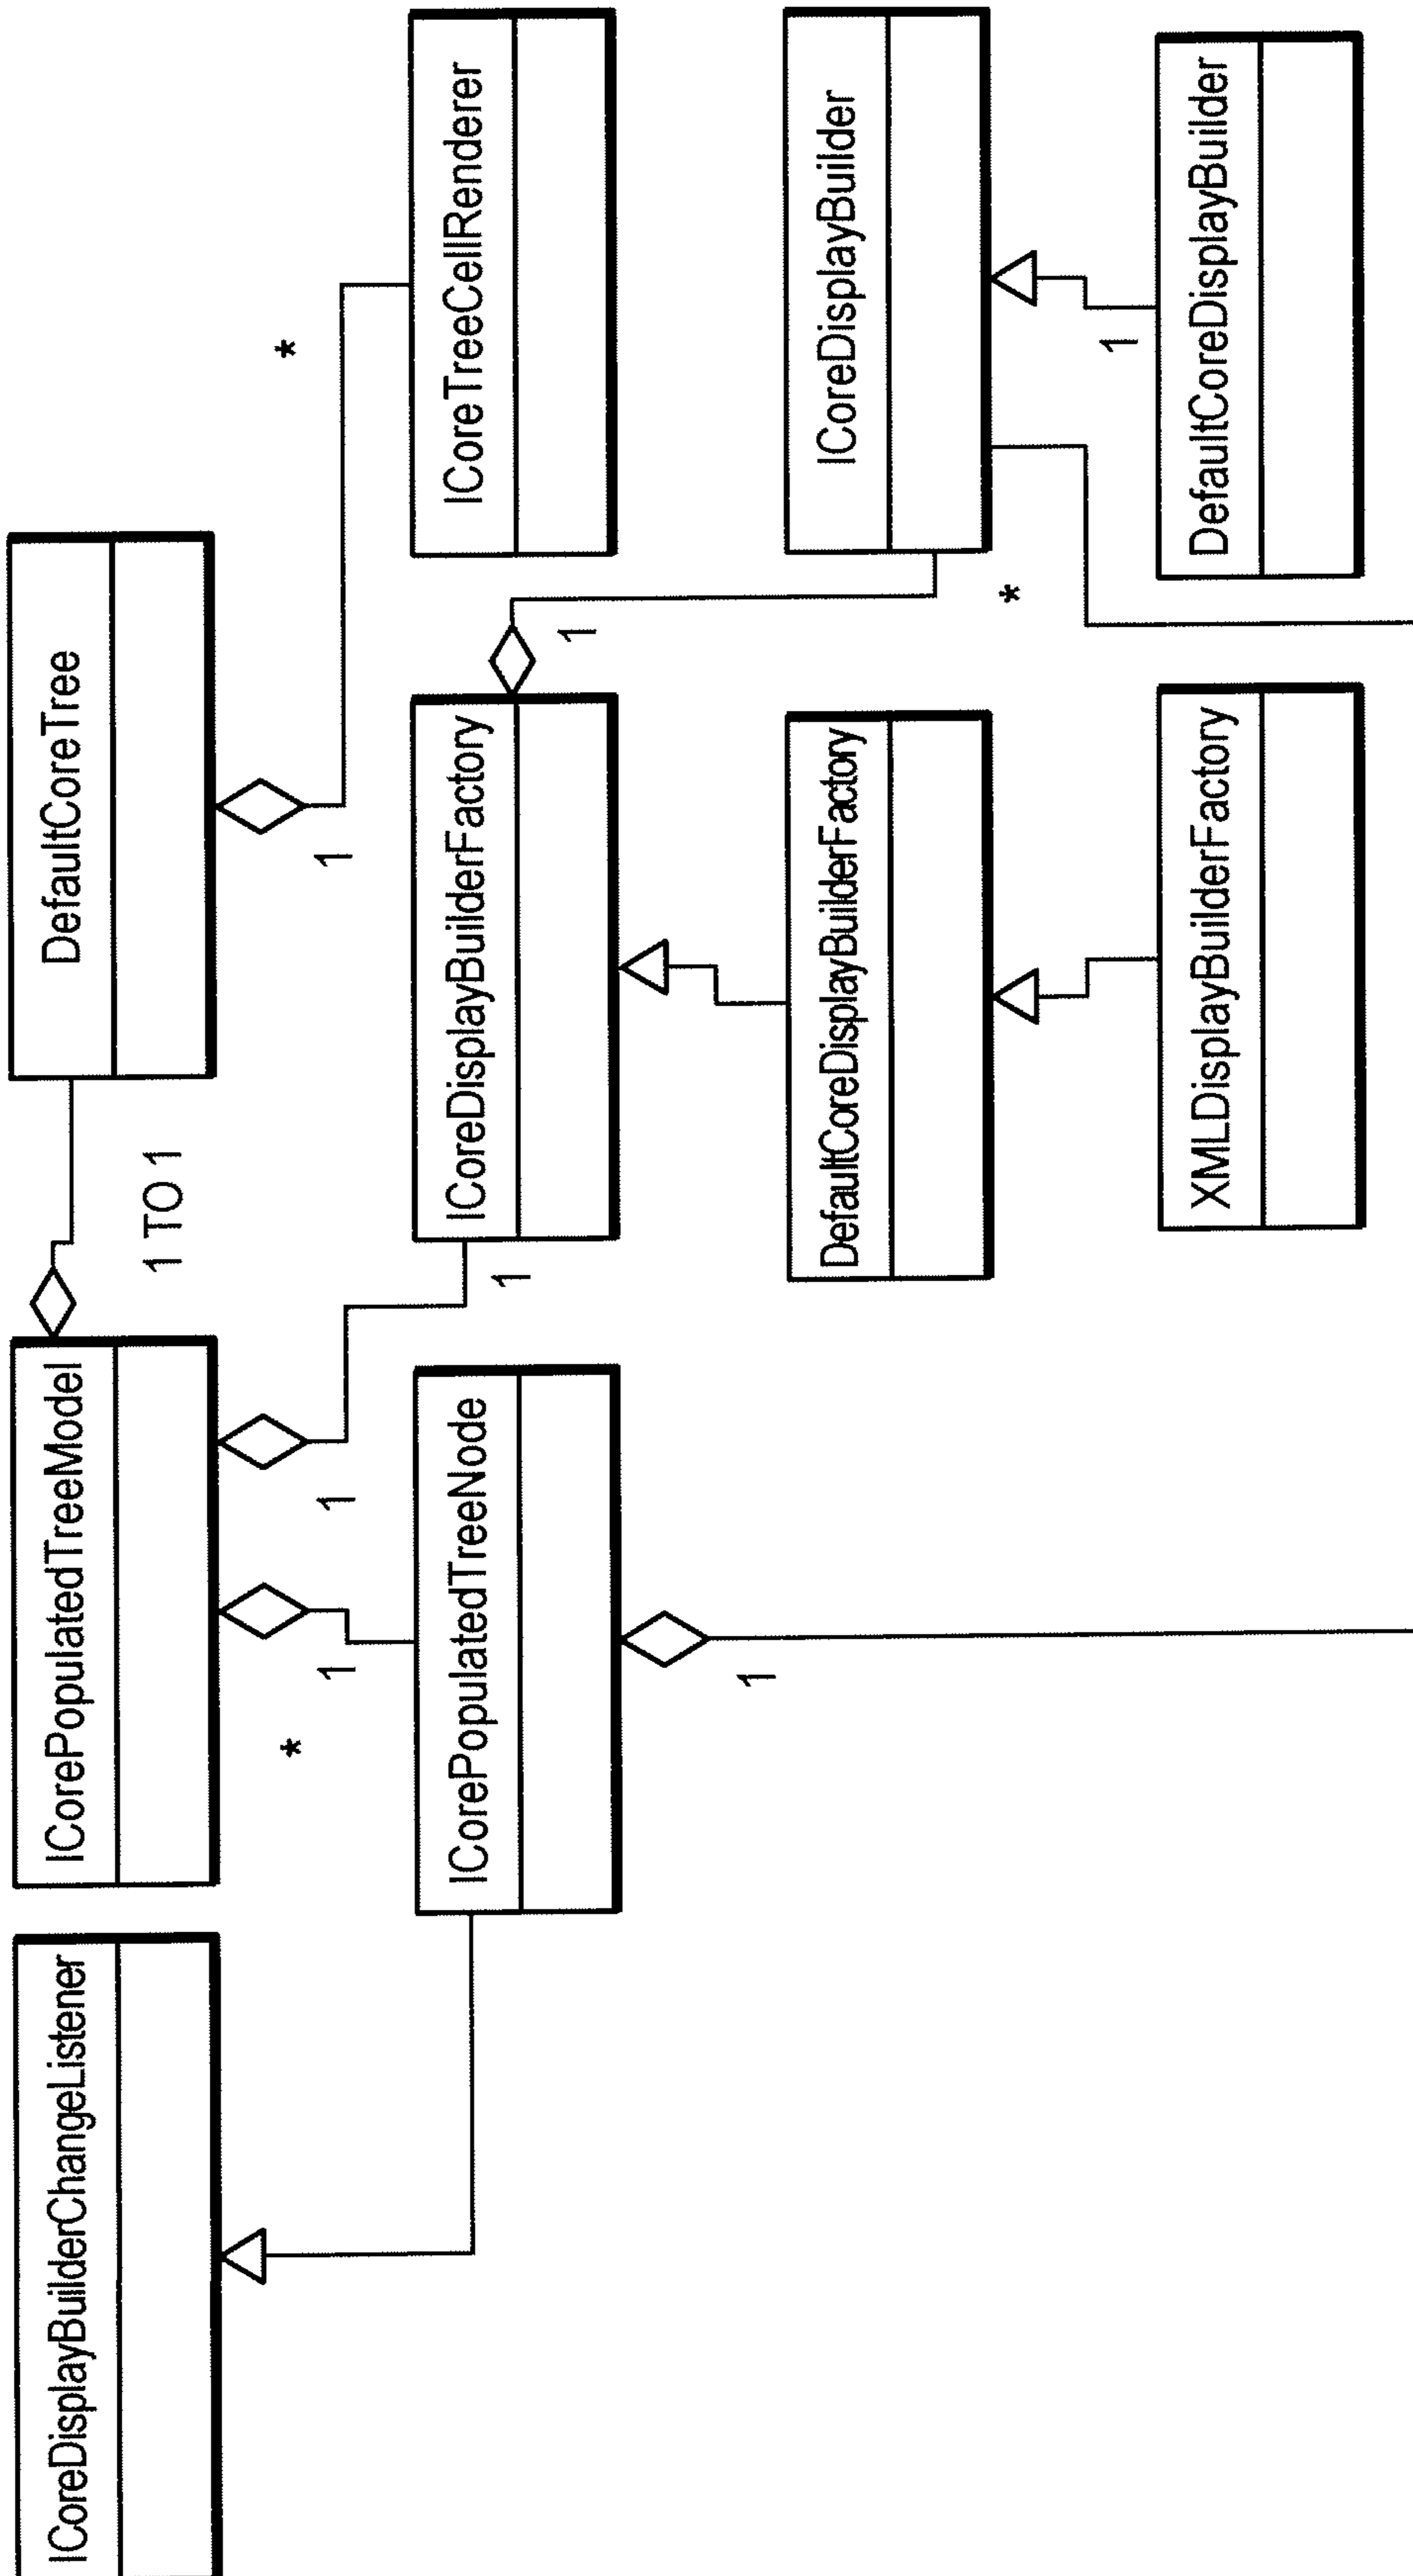 ICoreDisplayBuilderChangeListener
ICorePopulatedTreeModel
1 TO 1
DefaultCoreTree
1
*
1
1
*
1
ICorePopulatedTreeNode
1
ICoreDisplayBuilderFactory
1
ICoreTreeCellRenderer
1
DefaultCoreDisplayBuilderFactory
*
ICoreDisplayBuilder
1
XMLDisplayBuilderFactory
DefaultCoreDisplayBuilder